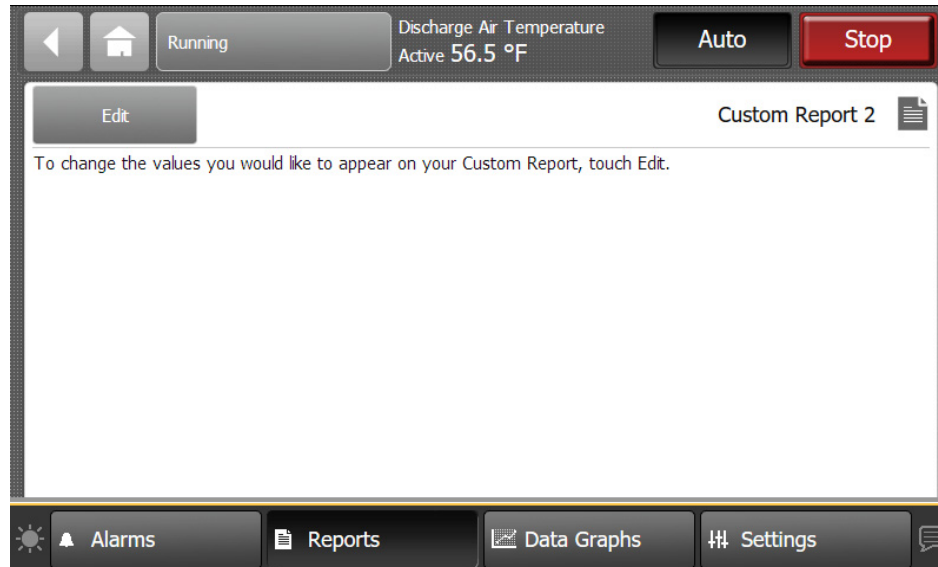 Running
Discharge Air Temperature
Active 56.5 °F
Auto
Stop
Edit
Custom Report 2
To change the values you would like to appear on your Custom Report, touch Edit.
Alarms
Reports
Data Graphs
Settings